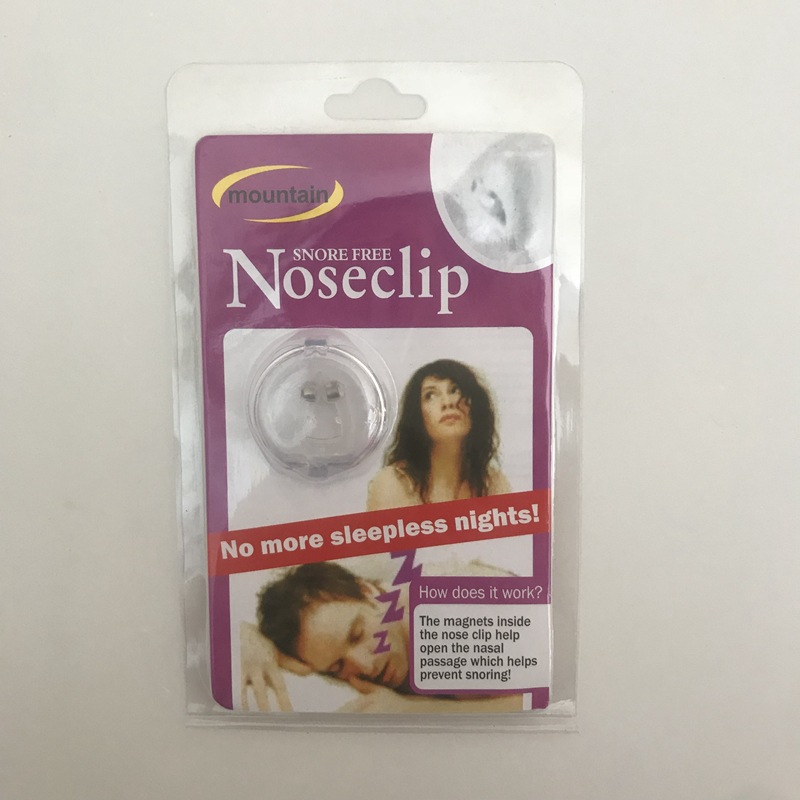 mountain
SNORE FREE
Noseclip
No more sleepless nights!
Z
Z
Z
How does it work?
The magnets inside
the nose clip help
open the nasal
passage which helps
prevent snoring!